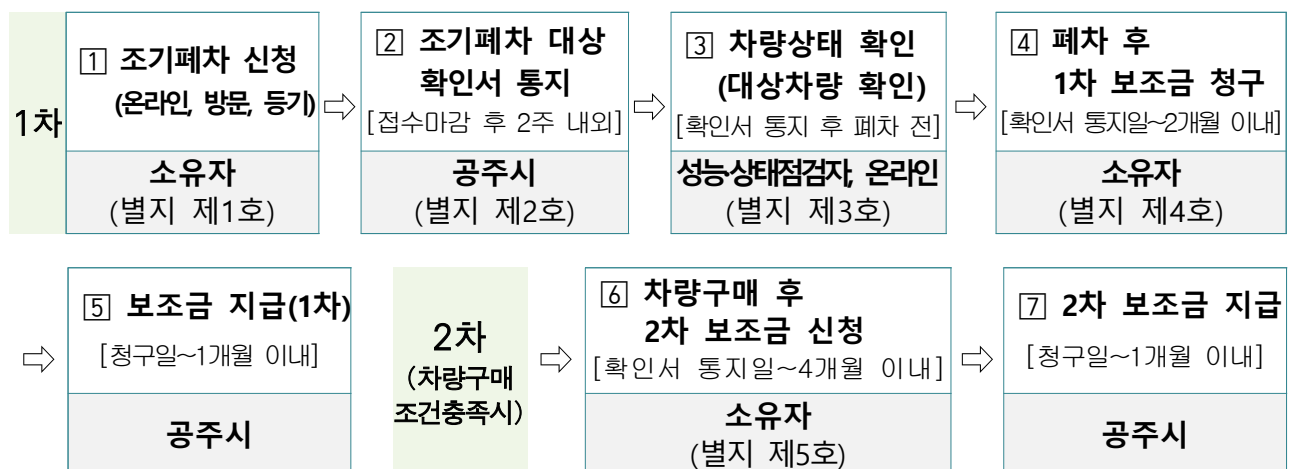 1차
1 조기폐차 신청
(온라인, 방문, 등기)
소유자
(별지 제1호)
⇨
2 조기폐차 대상
확인서 통지
[접수마감 후 2주 내외]
공주시
(별지 제2호)
⇨
3 차량상태 확인
(대상차량 확인)
[확인서 통지 후 폐차 전]
성능·상태점검자, 온라인
(별지 제3호)
⇨
4 폐차 후
1차 보조금 청구
[확인서 통지일~2개월 이내]
소유자
(별지 제4호)
⇨
5 보조금 지급(1차)
[청구일~1개월 이내]
공주시
2차
(차량구매
조건충족시)
⇨
6 차량구매 후
2차 보조금 신청
[확인서 통지일~4개월 이내]
소유자
(별지 제5호)
⇨
7 2차 보조금 지급
[청구일~1개월 이내]
공주시